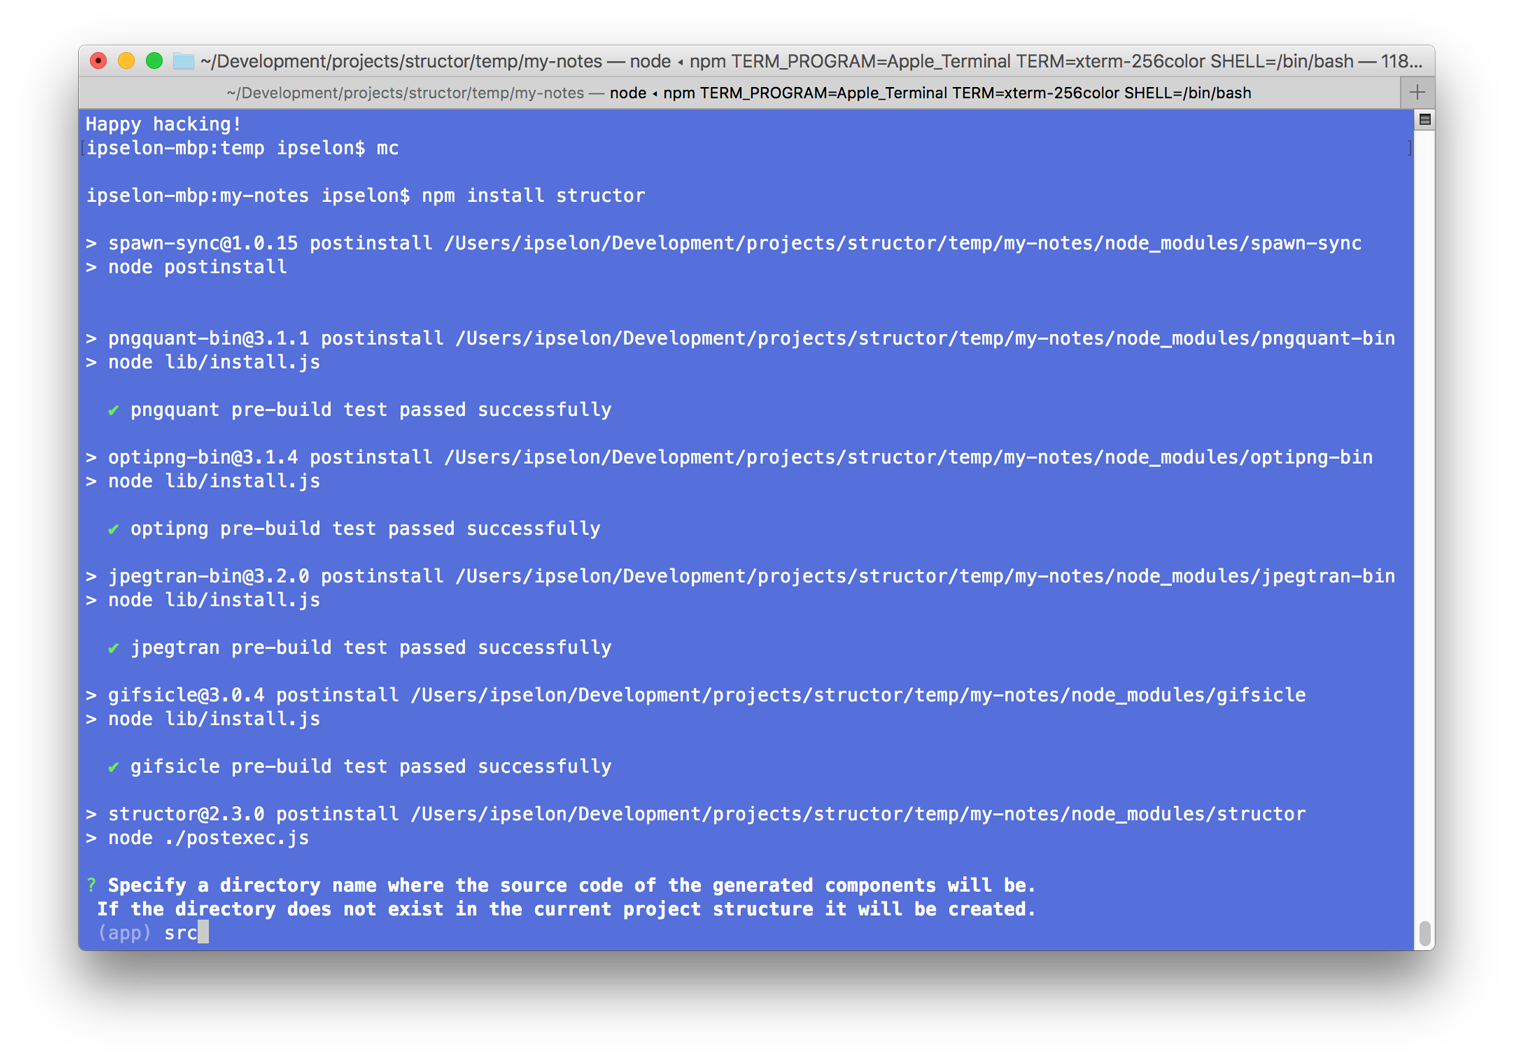 ~/Development/projects/structor/temp/my-notes — node ◂ npm TERM_PROGRAM=Apple_Terminal TERM=xterm-256color SHELL=/bin/bash — 118...
~/Development/projects/structor/temp/my-notes — node ◂ npm TERM_PROGRAM=Apple_Terminal TERM=xterm-256color SHELL=/bin/bash +
Happy hacking!
[ipselon-mbp:temp ipselon$ mc ]
ipselon-mbp:my-notes ipselon$ npm install structor
> spawn-sync@1.0.15 postinstall /Users/ipselon/Development/projects/structor/temp/my-notes/node_modules/spawn-sync
> node postinstall
> pngquant-bin@3.1.1 postinstall /Users/ipselon/Development/projects/structor/temp/my-notes/node_modules/pngquant-bin
> node lib/install.js
✔ pngquant pre-build test passed successfully
> optipng-bin@3.1.4 postinstall /Users/ipselon/Development/projects/structor/temp/my-notes/node_modules/optipng-bin
> node lib/install.js
✔ optipng pre-build test passed successfully
> jpegtran-bin@3.2.0 postinstall /Users/ipselon/Development/projects/structor/temp/my-notes/node_modules/jpegtran-bin
> node lib/install.js
✔ jpegtran pre-build test passed successfully
> gifsicle@3.0.4 postinstall /Users/ipselon/Development/projects/structor/temp/my-notes/node_modules/gifsicle
> node lib/install.js
✔ gifsicle pre-build test passed successfully
> structor@2.3.0 postinstall /Users/ipselon/Development/projects/structor/temp/my-notes/node_modules/structor
> node ./postexec.js
? Specify a directory name where the source code of the generated components will be.
If the directory does not exist in the current project structure it will be created.
(app) src